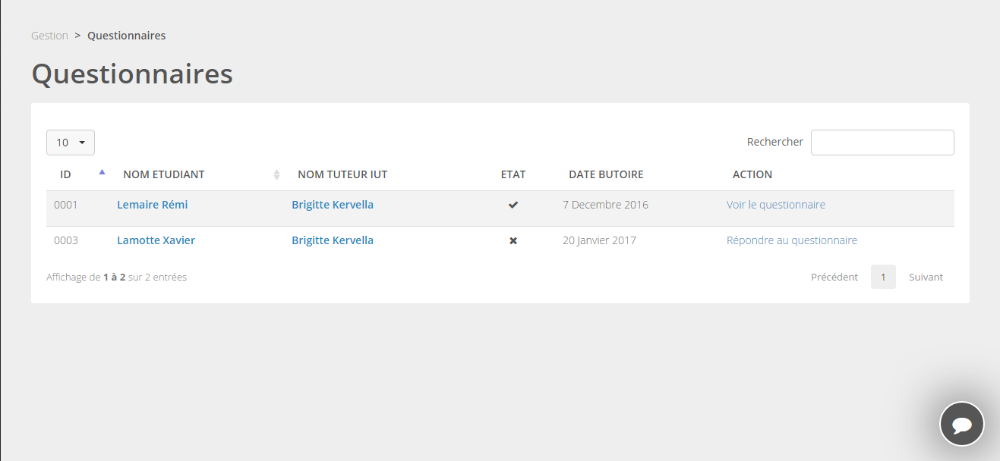 Gestion > Questionnaires
Questionnaires
10 Rechercher
ID NOM ETUDIANT NOM TUTEUR IUT ETAT DATE BUTOIRE ACTION
0001 Lemaire Rémi Brigitte Kervella ✔ 7 Decembre 2016 Voir le questionnaire
0003 Lamotte Xavier Brigitte Kervella ✖ 20 Janvier 2017 Répondre au questionnaire
Affichage de 1 à 2 sur 2 entrées Précédent 1 Suivant